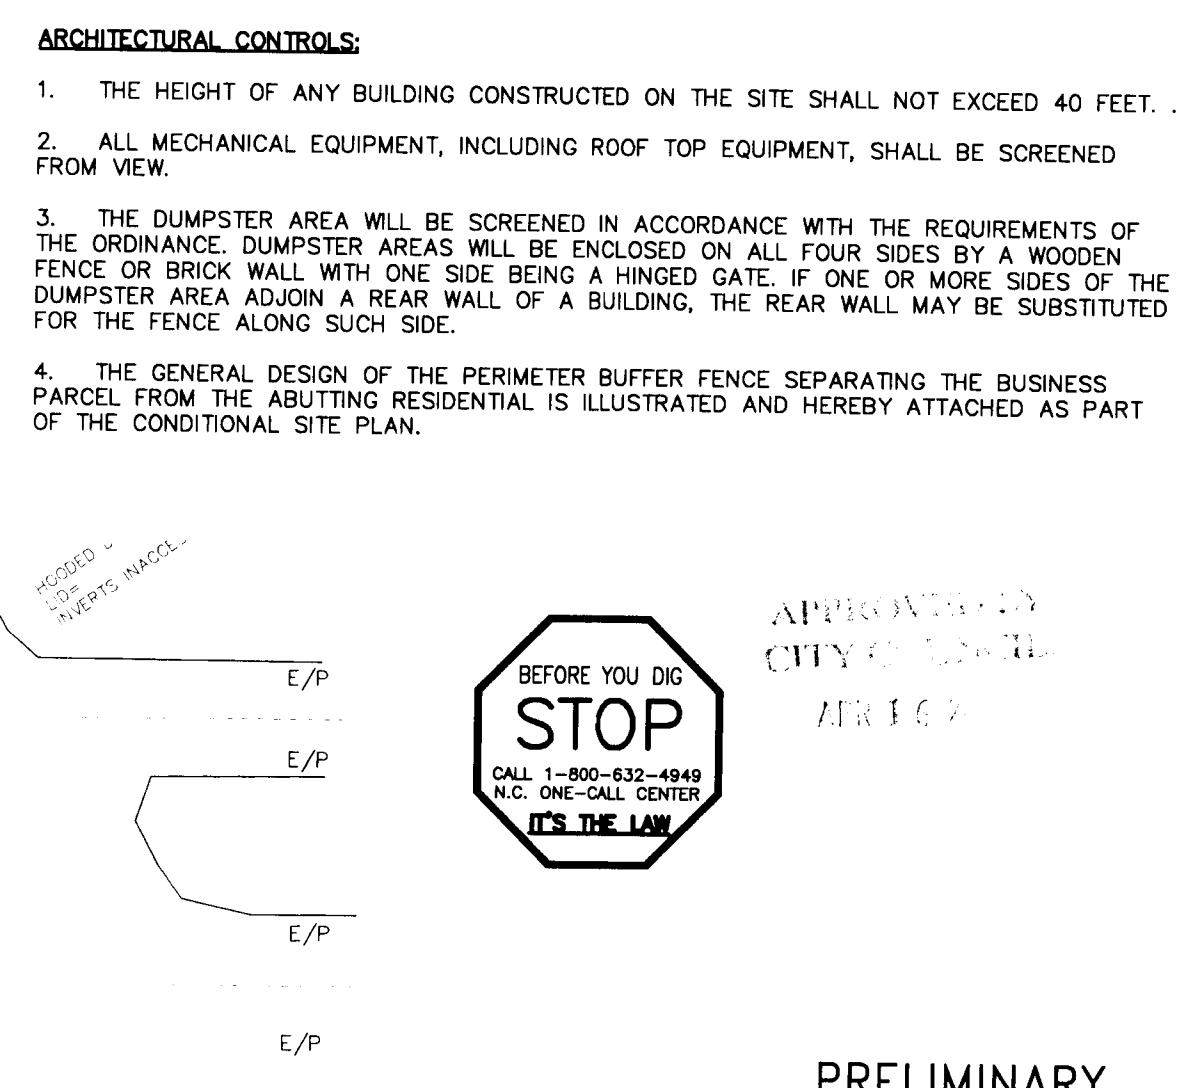 ARCHITECTURAL CONTROLS:
1. THE HEIGHT OF ANY BUILDING CONSTRUCTED ON THE SITE SHALL NOT EXCEED 40 FEET. .
2. ALL MECHANICAL EQUIPMENT, INCLUDING ROOF TOP EQUIPMENT, SHALL BE SCREENED
FROM VIEW.
3. THE DUMPSTER AREA WILL BE SCREENED IN ACCORDANCE WITH THE REQUIREMENTS OF
THE ORDINANCE. DUMPSTER AREAS WILL BE ENCLOSED ON ALL FOUR SIDES BY A WOODEN
FENCE OR BRICK WALL WITH ONE SIDE BEING A HINGED GATE. IF ONE OR MORE SIDES OF THE
DUMPSTER AREA ADJOIN A REAR WALL OF A BUILDING, THE REAR WALL MAY BE SUBSTITUTED
FOR THE FENCE ALONG SUCH SIDE.
4. THE GENERAL DESIGN OF THE PERIMETER BUFFER FENCE SEPARATING THE BUSINESS
PARCEL FROM THE ABUTTING RESIDENTIAL IS ILLUSTRATED AND HEREBY ATTACHED AS PART
OF THE CONDITIONAL SITE PLAN.
HOODED
LID=
INVERTS
E/P
E/P
E/P
E/P
BEFORE YOU DIG
STOP
CALL 1-800-632-4949
N.C. ONE-CALL CENTER
IT'S THE LAW
APPROVED BY
CITY COUNCIL
APR 16
PRELIMINARY